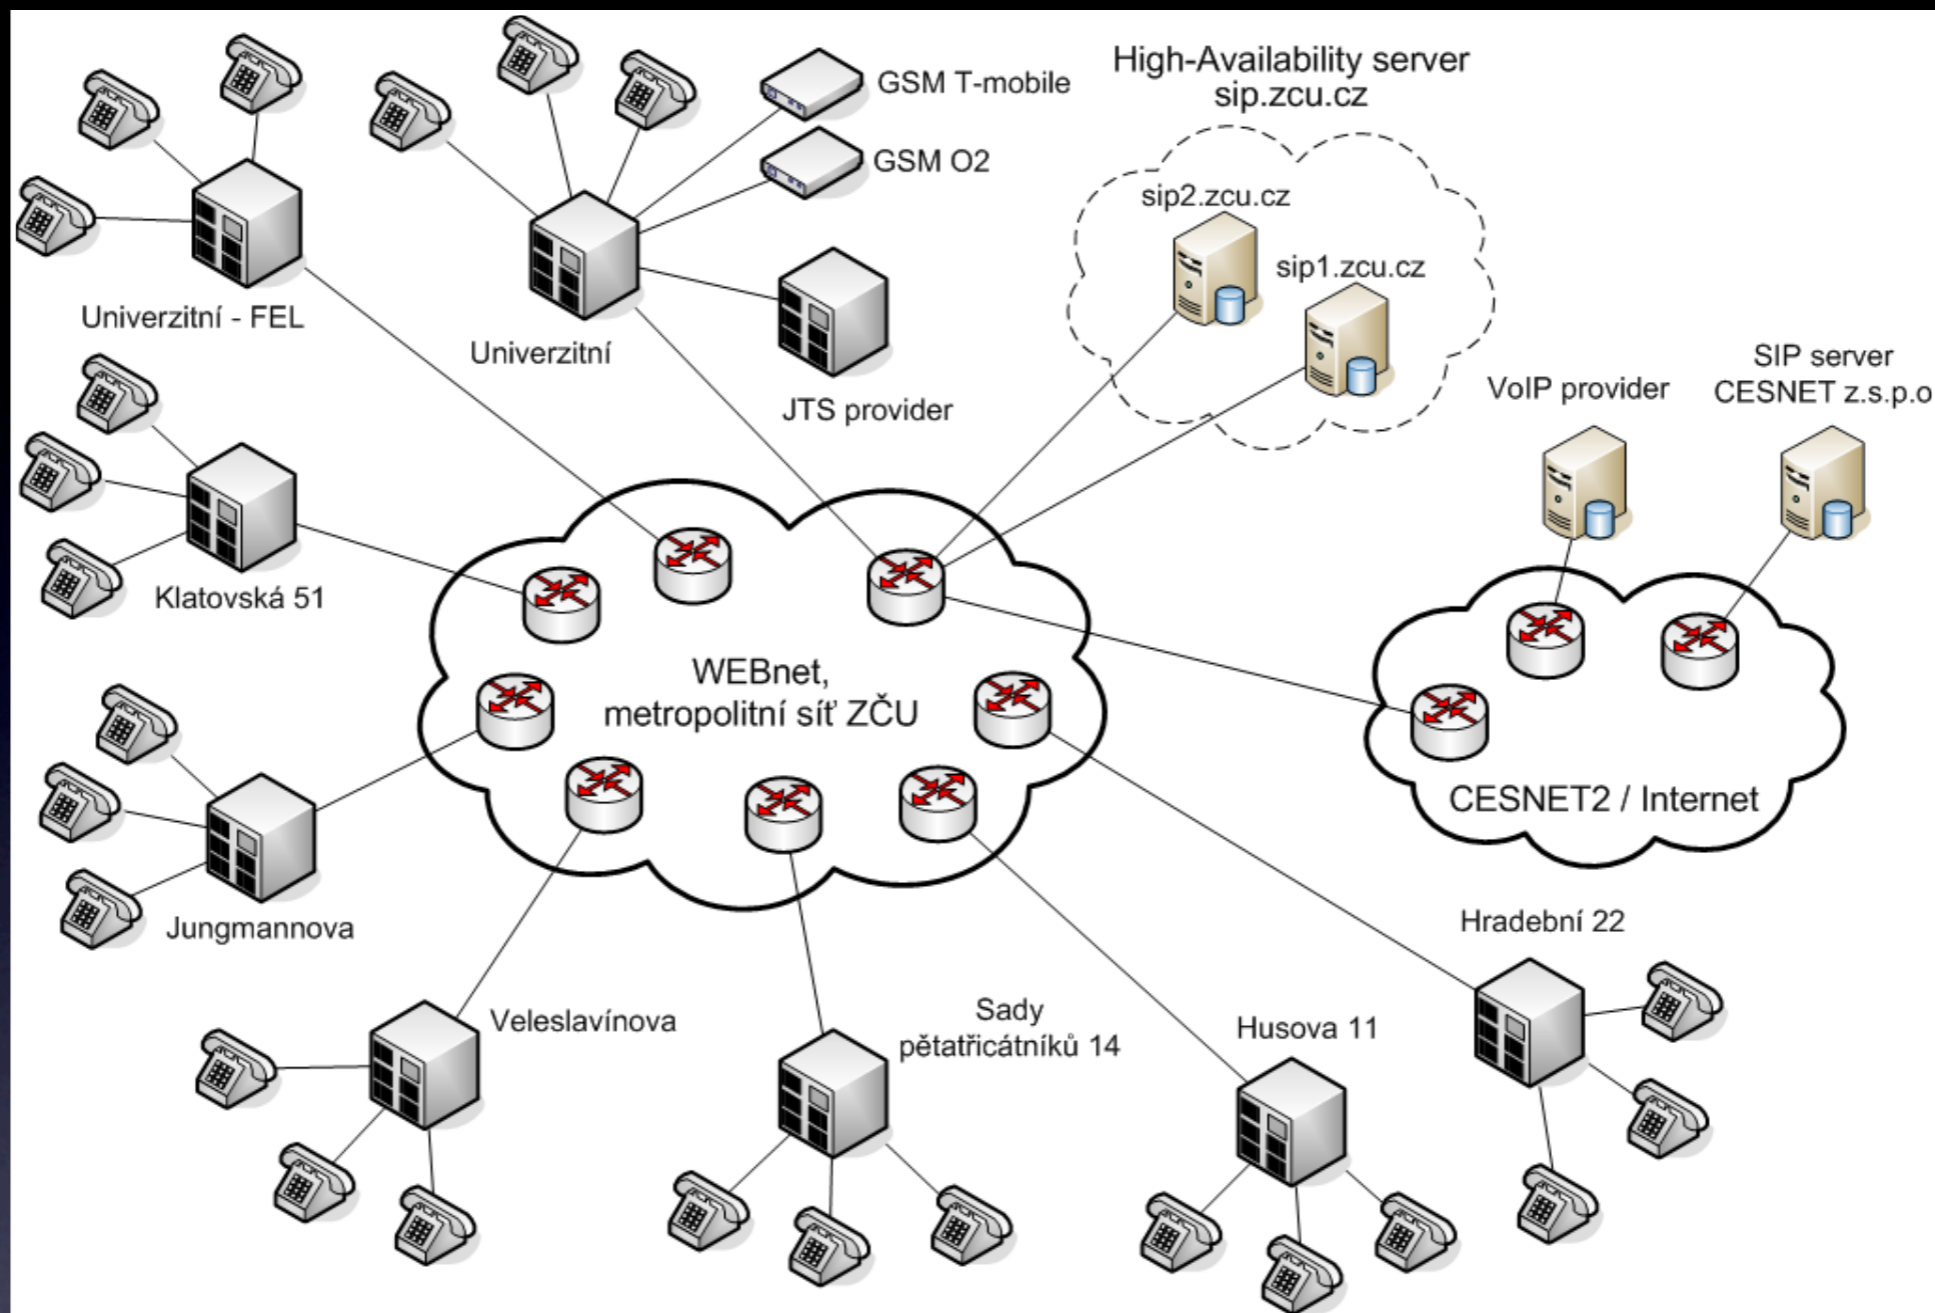 High-Availability server
sip.zcu.cz
GSM T-mobile
GSM O2
sip2.zcu.cz
sip1.zcu.cz
Univerzitní - FEL
Univerzitní
JTS provider
VoIP provider
SIP server
CESNET z.s.p.o
Klatovská 51
WEBnet,
metropolitní síť ZČU
CESNET2 / Internet
Jungmannova
Hradební 22
Veleslavínova
Sady
pětatřicátníků 14
Husova 11